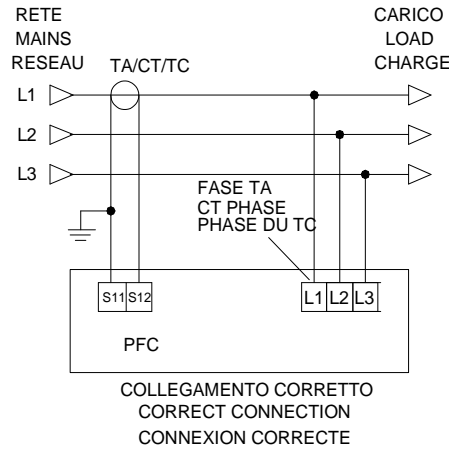 RETE
MAINS
RESEAU
CARICO
LOAD
CHARGE
TA/CT/TC
L1
L2
L3
FASE TA
CT PHASE
PHASE DU TC
S11 S12
L1 L2 L3
PFC
COLLEGAMENTO CORRETTO
CORRECT CONNECTION
CONNEXION CORRECTE